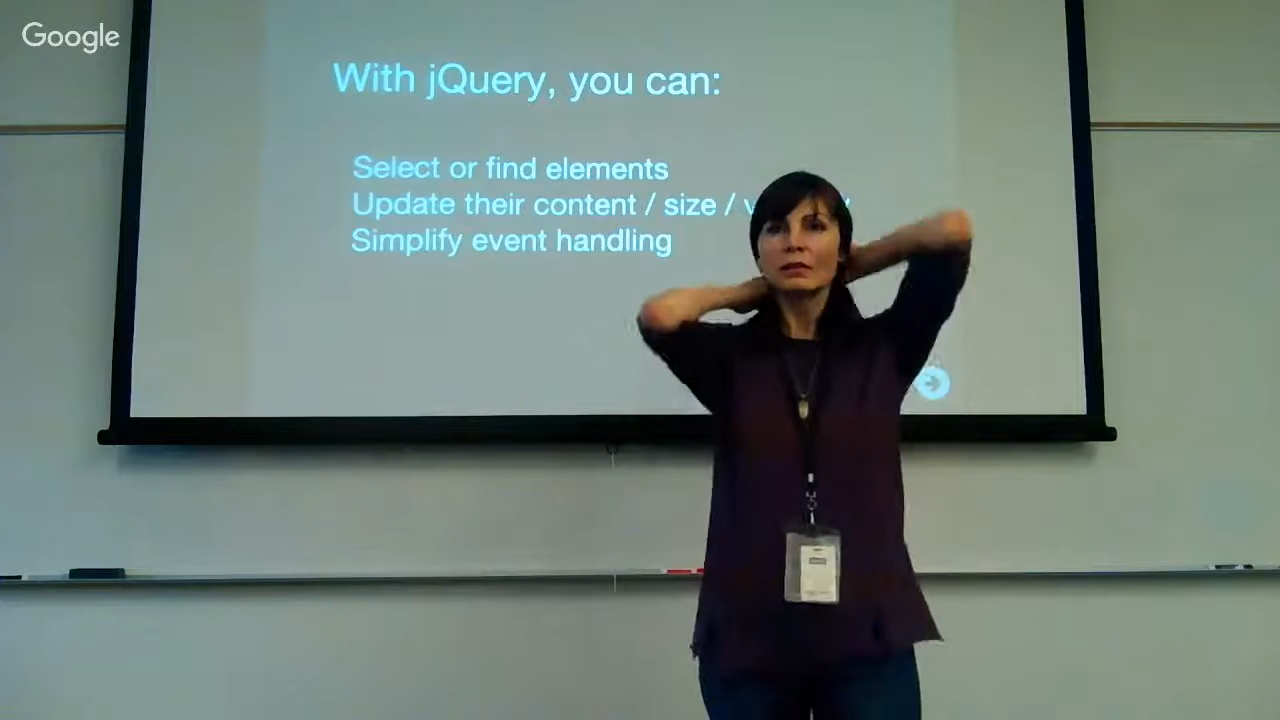 Google
With jQuery, you can:
Select or find elements
Update their content / size /
Simplify event handling